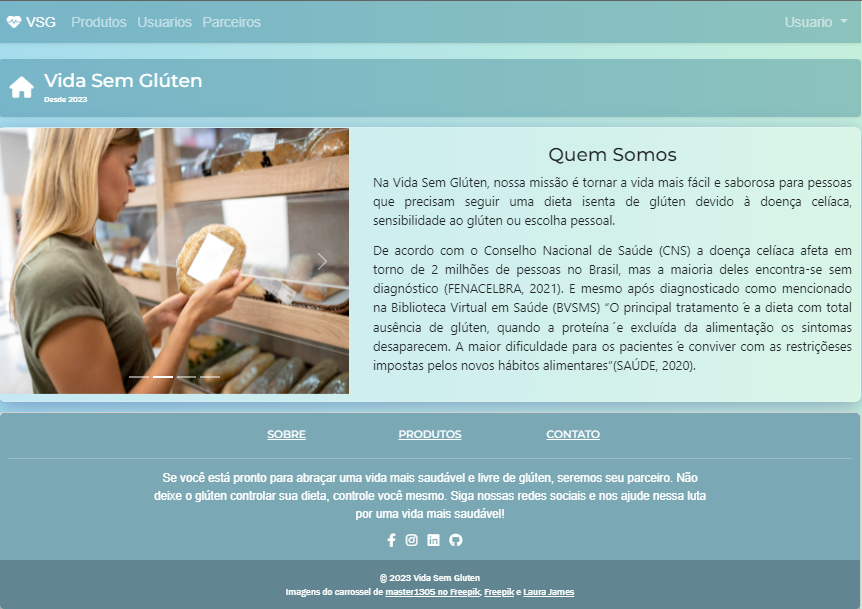 VSG Produtos Usuarios Parceiros Usuario
Vida Sem Glúten
Desde 2023
Quem Somos
Na Vida Sem Glúten, nossa missão é tornar a vida mais fácil e saborosa para pessoas
que precisam seguir uma dieta isenta de glúten devido à doença celíaca,
sensibilidade ao glúten ou escolha pessoal.
De acordo com o Conselho Nacional de Saúde (CNS) a doença celíaca afeta em
torno de 2 milhões de pessoas no Brasil, mas a maioria deles encontra-se sem
diagnóstico (FENACELBRA, 2021). E mesmo após diagnosticado como mencionado
na Biblioteca Virtual em Saúde (BVSMS) “O principal tratamento ́e a dieta com total
ausência de glúten, quando a proteína ́e excluída da alimentação os sintomas
desaparecem. A maior dificuldade para os pacientes ́e conviver com as restriçõeses
impostas pelos novos hábitos alimentares”(SAÚDE, 2020).
SOBRE PRODUTOS CONTATO
Se você está pronto para abraçar uma vida mais saudável e livre de glúten, seremos seu parceiro. Não
deixe o glúten controlar sua dieta, controle você mesmo. Siga nossas redes sociais e nos ajude nessa luta
por uma vida mais saudável!
© 2023 Vida Sem Gluten
Imagens do carrossel de master1305 no Freepik, Freepik e Laura James